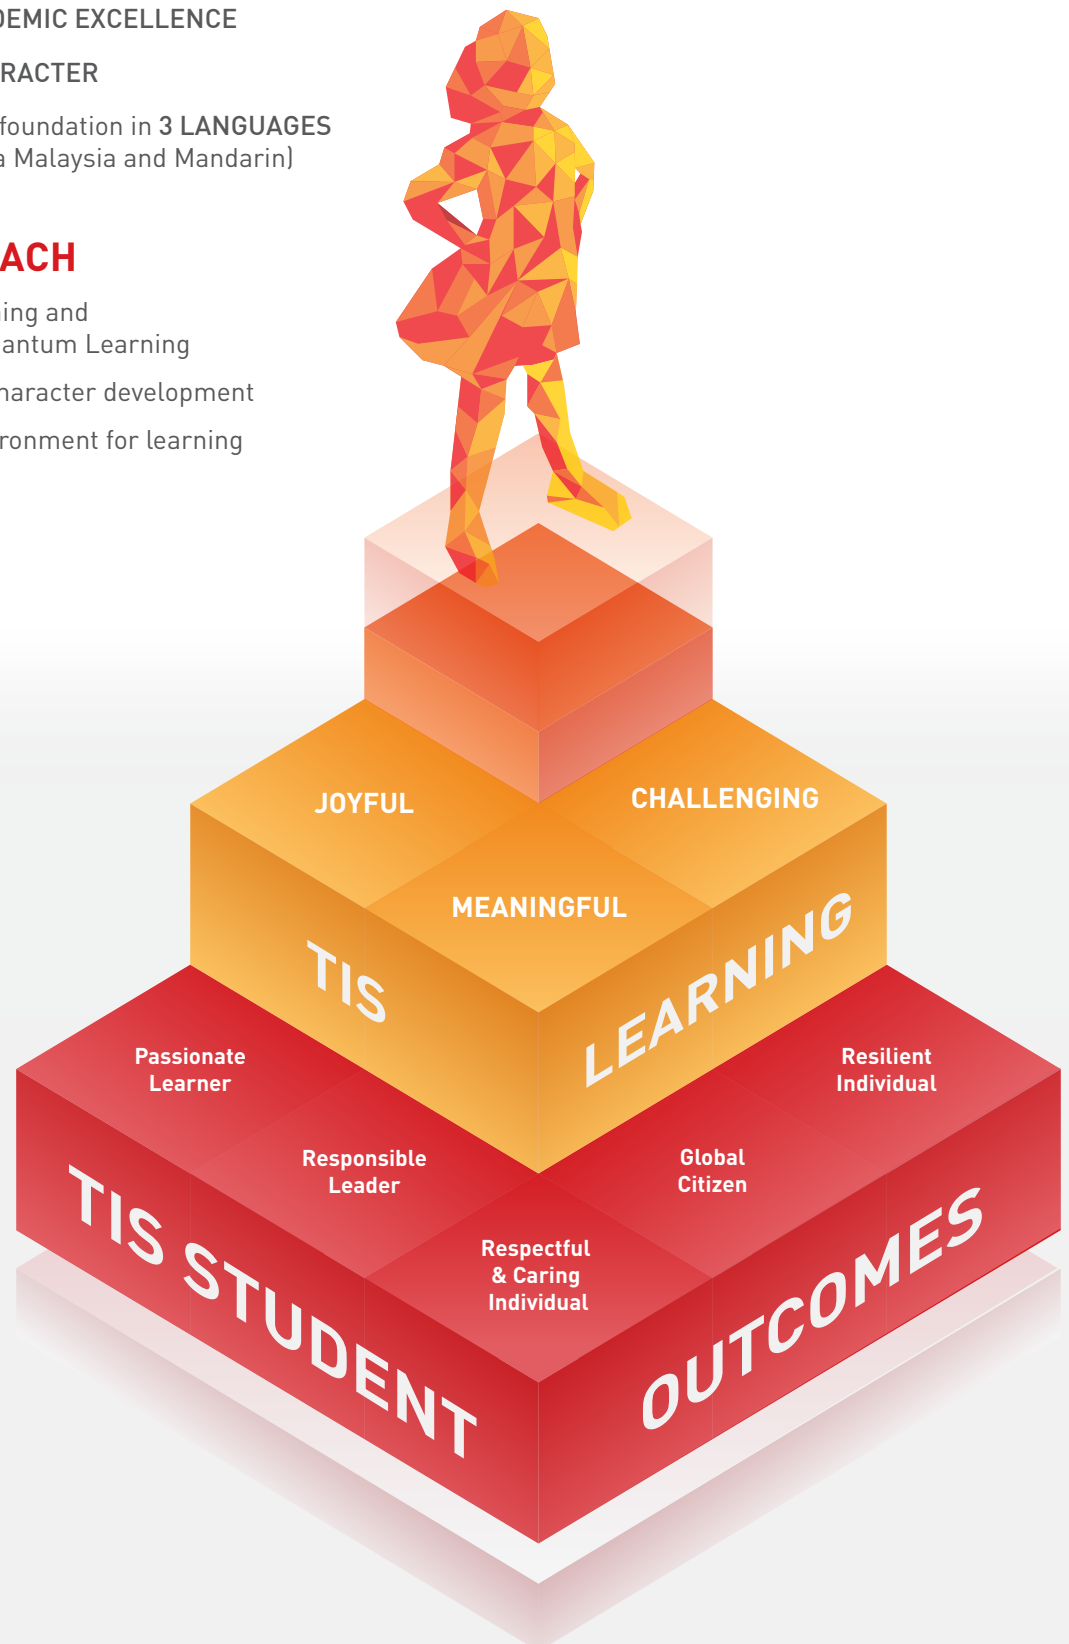 DEMIC EXCELLENCE
RACTER
foundation in 3 LANGUAGES
a Malaysia and Mandarin)
ACH
ing and
antum Learning
haracter development
ronment for learning
JOYFUL
CHALLENGING
MEANINGFUL
TIS
LEARNING
Passionate
Learner
Resilient
Individual
Responsible
Leader
Global
Citizen
Respectful
& Caring
Individual
TIS STUDENT
OUTCOMES